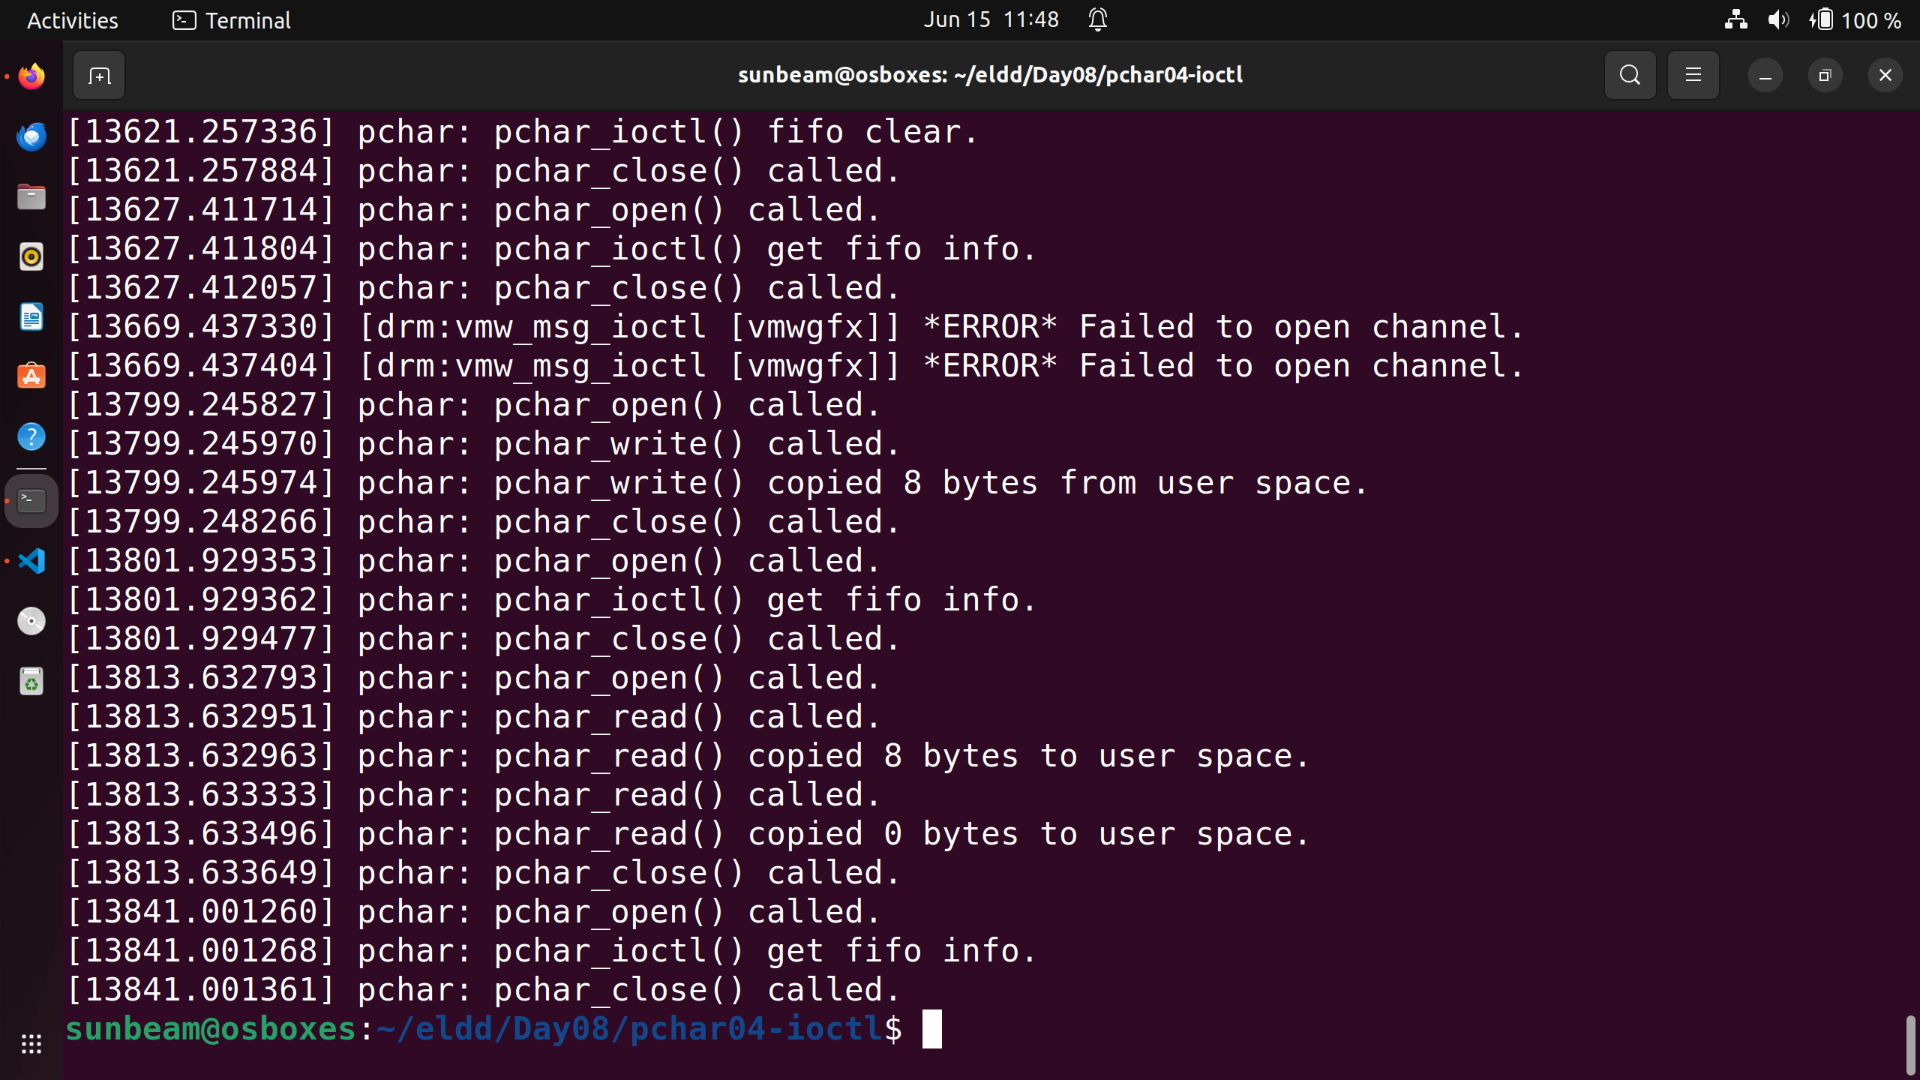 Activities Terminal Jun 15 11:48 100 %
sunbeam@osboxes: ~/eldd/Day08/pchar04-ioctl
[13621.257336] pchar: pchar_ioctl() fifo clear.
[13621.257884] pchar: pchar_close() called.
[13627.411714] pchar: pchar_open() called.
[13627.411804] pchar: pchar_ioctl() get fifo info.
[13627.412057] pchar: pchar_close() called.
[13669.437330] [drm:vmw_msg_ioctl [vmwgfx]] *ERROR* Failed to open channel.
[13669.437404] [drm:vmw_msg_ioctl [vmwgfx]] *ERROR* Failed to open channel.
[13799.245827] pchar: pchar_open() called.
[13799.245970] pchar: pchar_write() called.
[13799.245974] pchar: pchar_write() copied 8 bytes from user space.
[13799.248266] pchar: pchar_close() called.
[13801.929353] pchar: pchar_open() called.
[13801.929362] pchar: pchar_ioctl() get fifo info.
[13801.929477] pchar: pchar_close() called.
[13813.632793] pchar: pchar_open() called.
[13813.632951] pchar: pchar_read() called.
[13813.632963] pchar: pchar_read() copied 8 bytes to user space.
[13813.633333] pchar: pchar_read() called.
[13813.633496] pchar: pchar_read() copied 0 bytes to user space.
[13813.633649] pchar: pchar_close() called.
[13841.001260] pchar: pchar_open() called.
[13841.001268] pchar: pchar_ioctl() get fifo info.
[13841.001361] pchar: pchar_close() called.
sunbeam@osboxes:~/eldd/Day08/pchar04-ioctl$